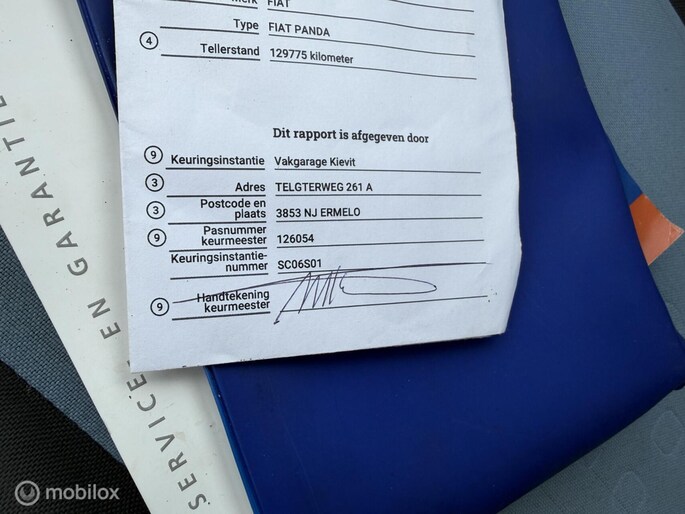 Merk FIAT
Type FIAT PANDA
4 Tellerstand 129775 kilometer
Dit rapport is afgegeven door
9 Keuringsinstantie Vakgarage Kievit
3 Adres TELGTERWEG 261 A
3 Postcode en plaats 3853 NJ ERMELO
9 Pasnummer keurmeester 126054
Keuringsinstantie-nummer SC06S01
9 Handtekening keurmeester
SERVICE- EN GARANTIE
mobilox